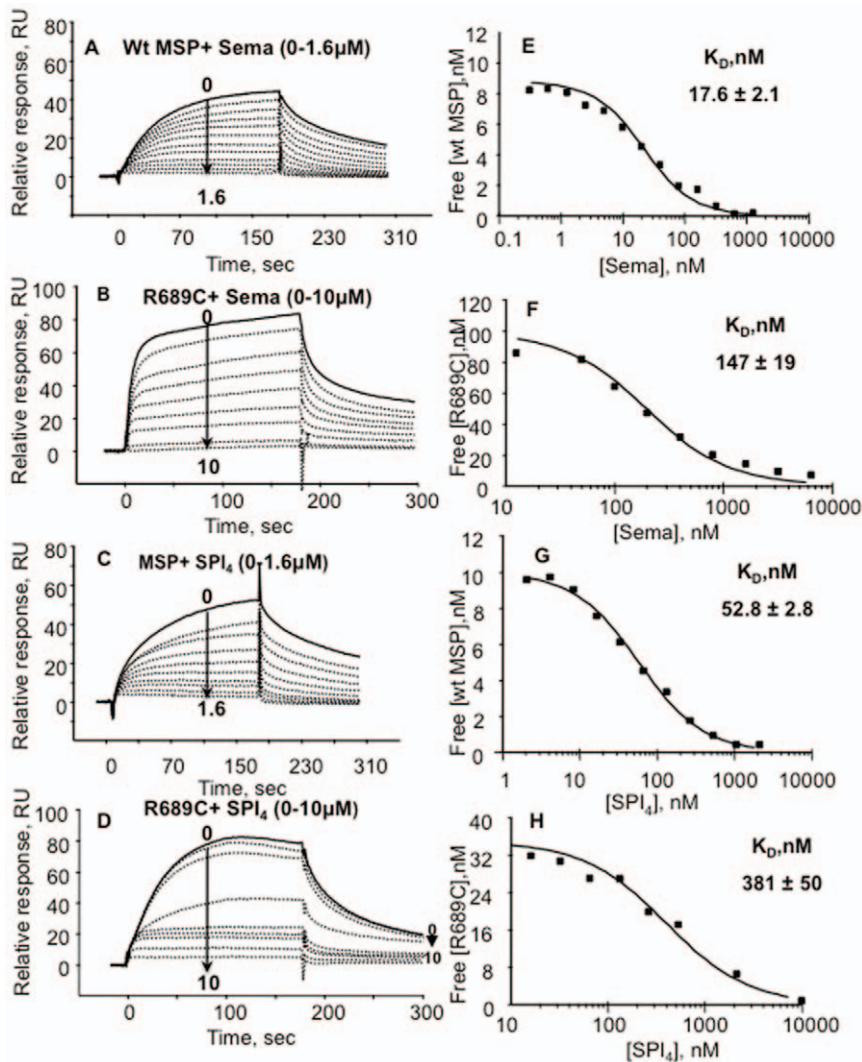 A Wt MSP+ Sema (0-1.6µM)
Relative response, RU
80
60
40
20
0
0
1.6
0 70 150 230 310
Time, sec
E
K_D,nM
17.6 ± 2.1
Free [wt MSP],nM
12
10
8
6
4
2
0
0.1 1 10 100 1000 10000
[Sema], nM
B R689C+ Sema (0-10µM)
Relative response, RU
100
80
60
40
20
0
0
10
0 100 200 300
Time, sec
F
K_D,nM
147 ± 19
Free [R689C],nM
120
100
80
60
40
20
0
10 100 1000 10000
[Sema], nM
C MSP+ SPI₄ (0-1.6µM)
Relative response, RU
80
60
40
20
0
0
1.6
0 70 150 230 310
Time, sec
G
K_D,nM
52.8 ± 2.8
Free [wt MSP],nM
12
10
8
6
4
2
0
1 10 100 1000 10000
[SPI₄], nM
D R689C+ SPI₄ (0-10µM)
Relative response, RU
100
80
60
40
20
0
0
10
0
10
0 100 200 300
Time, sec
H
K_D,nM
381 ± 50
Free [R689C],nM
40
32
24
16
8
0
10 100 1000 10000
[SPI₄], nM